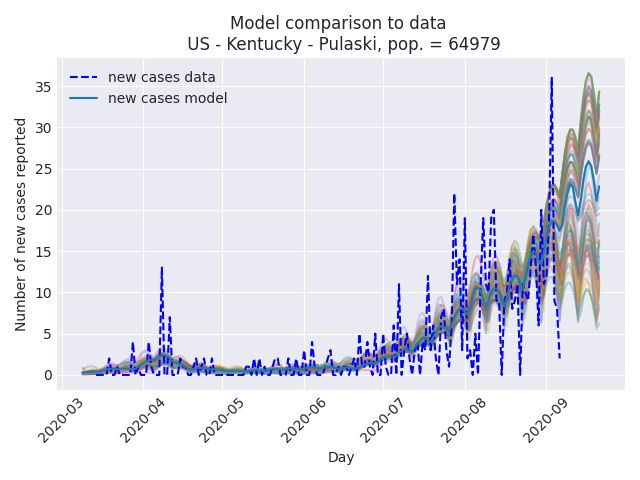 Model comparison to data
US - Kentucky - Pulaski, pop. = 64979
new cases data
new cases model
Number of new cases reported
35
30
25
20
15
10
5
0
2020-03
2020-04
2020-05
2020-06
2020-07
2020-08
2020-09
Day